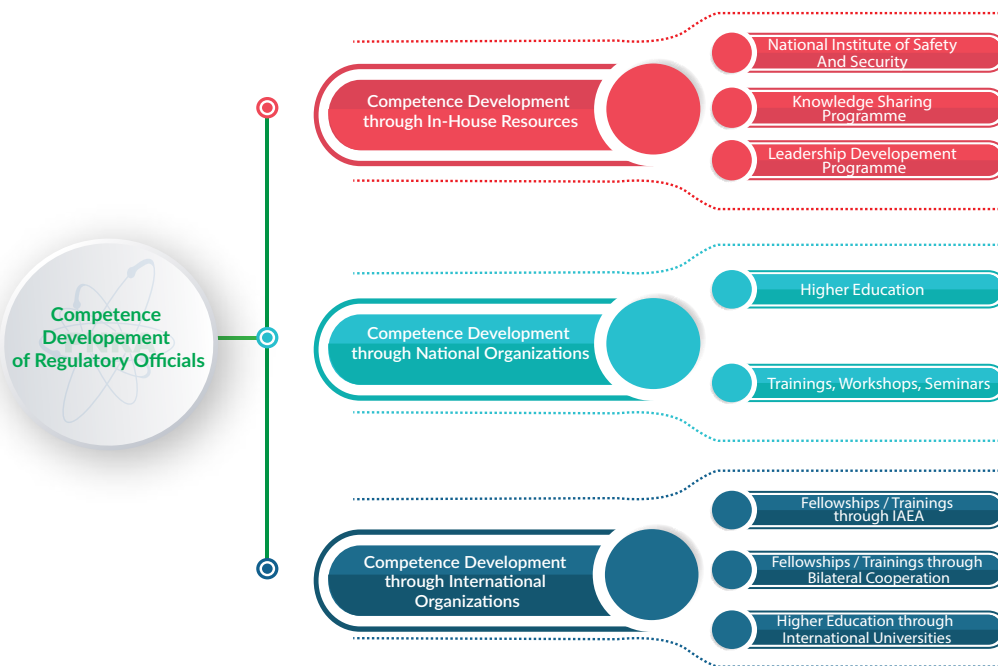 Competence
Developement
of Regulatory Officials
Competence Development
through In-House Resources
National Institute of Safety
And Security
Knowledge Sharing
Programme
Leadership Developement
Programme
Competence Development
through National Organizations
Higher Education
Trainings, Workshops, Seminars
Competence Development
through International
Organizations
Fellowships / Trainings
through IAEA
Fellowships / Trainings through
Bilateral Cooperation
Higher Education through
International Universities